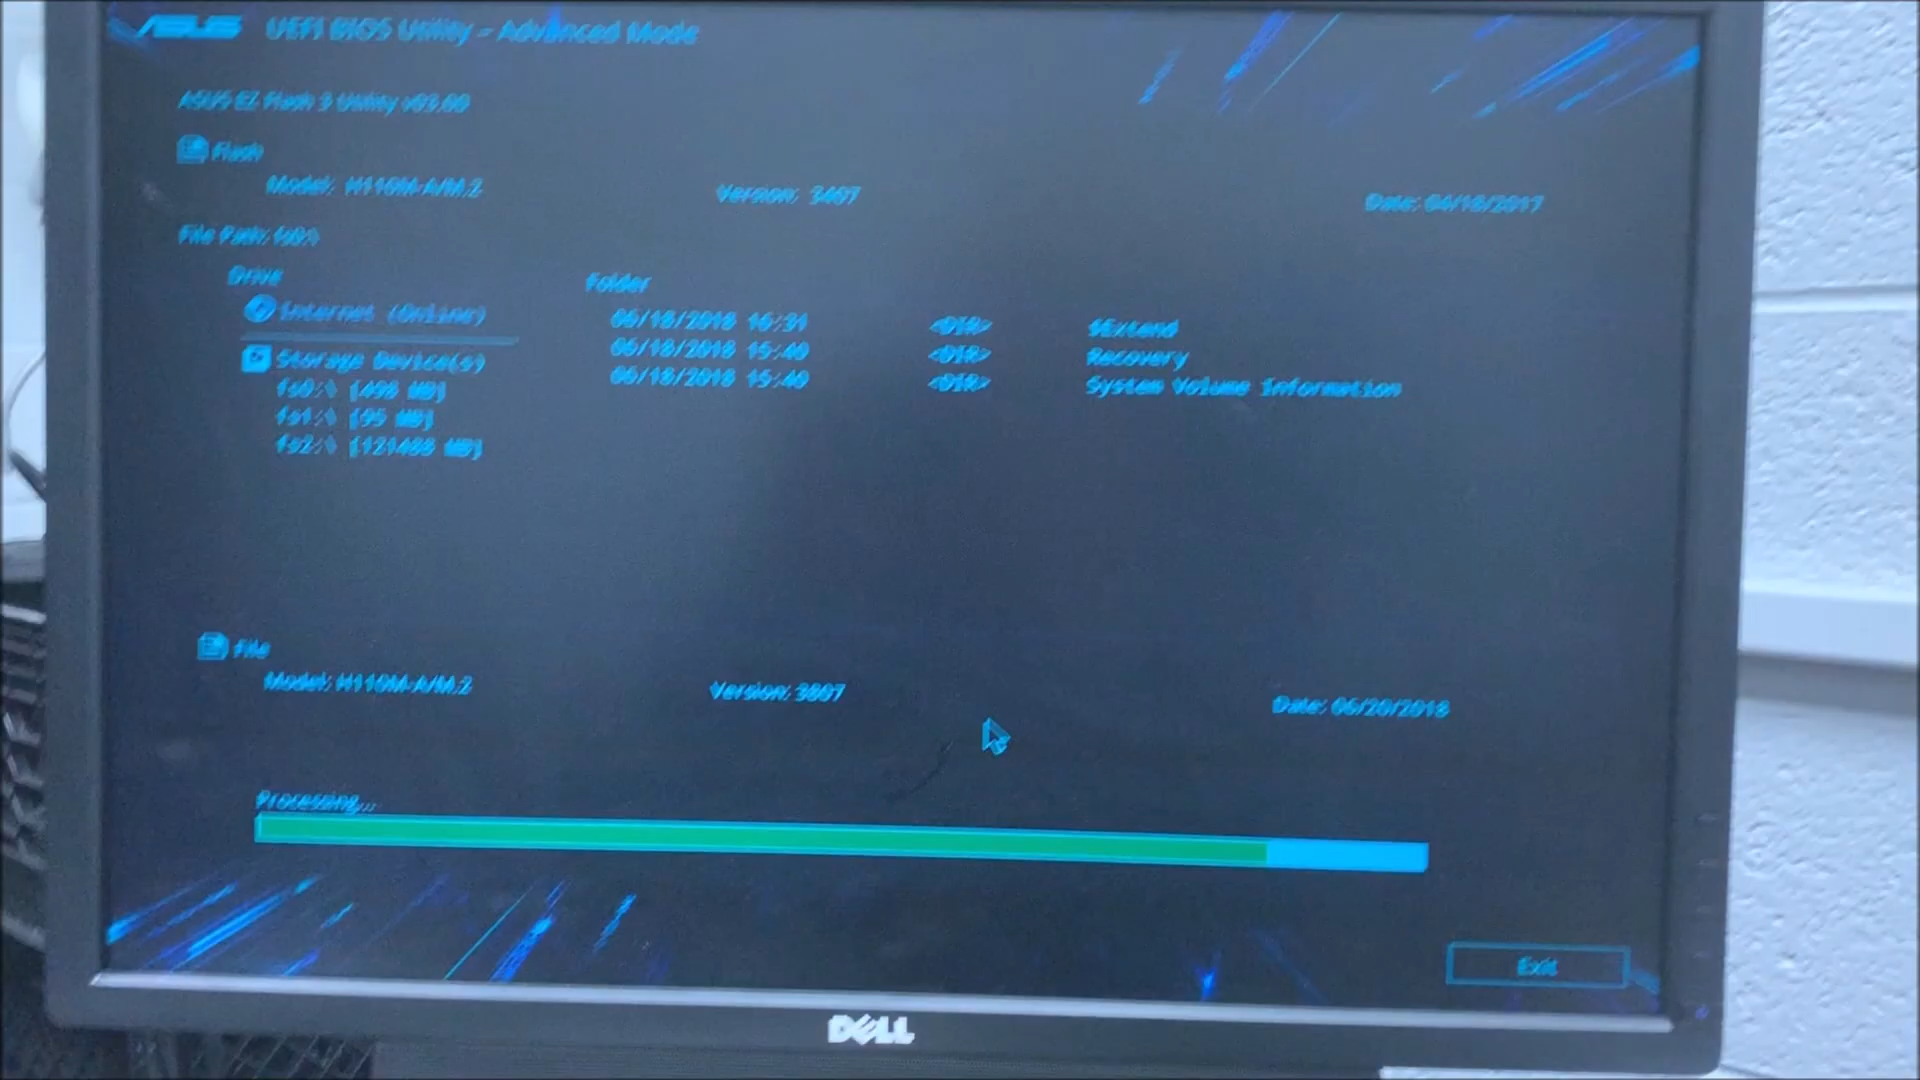 ASUS UEFI BIOS Utility – Advanced Mode
ASUS EZ Flash 3 Utility v03.00
Flash
Model: H110M-A/M.2 Version: 3407 Date: 04/18/2017
File Path: fs0:\
Drive Folder
Internet (Online)
06/18/2018 16:31 <DIR> $Extend
06/18/2018 15:40 <DIR> Recovery
06/18/2018 15:40 <DIR> System Volume Information
Storage Device(s)
fs0:\ [498 MB]
fs1:\ [95 MB]
fs2:\ [121488 MB]
File
Model: H110M-A/M.2 Version: 3807 Date: 06/20/2018
Processing...
Exit
DELL